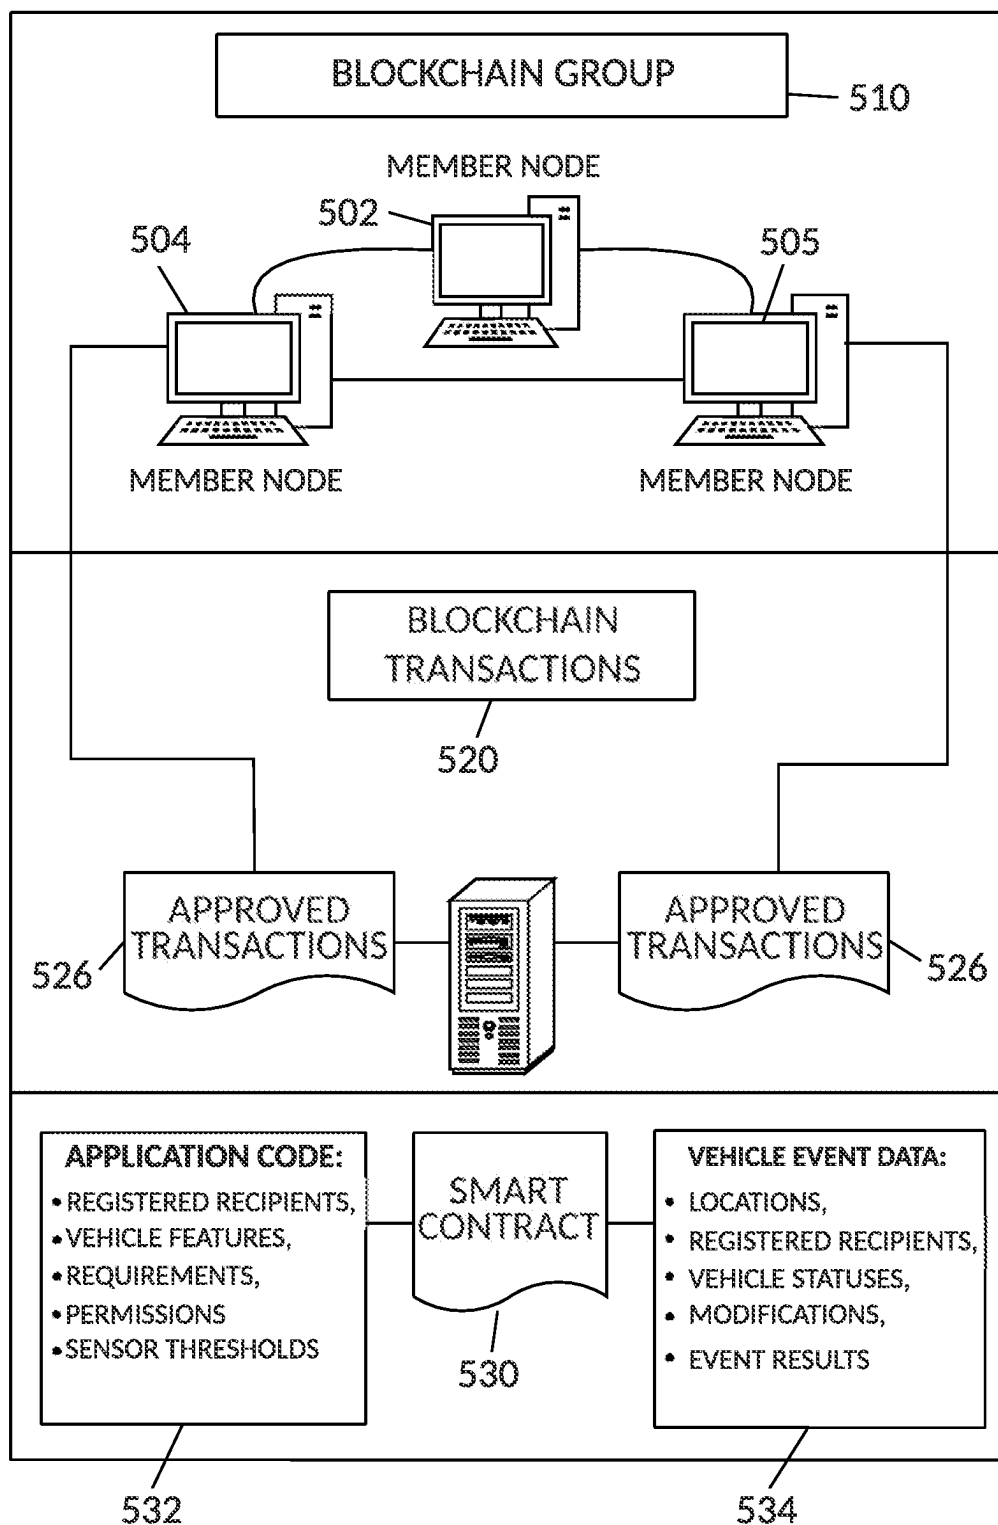 BLOCKCHAIN GROUP
510
MEMBER NODE
502
504
505
MEMBER NODE
MEMBER NODE
BLOCKCHAIN
TRANSACTIONS
520
APPROVED
TRANSACTIONS
526
APPROVED
TRANSACTIONS
526
APPLICATION CODE:
• REGISTERED RECIPIENTS,
• VEHICLE FEATURES,
• REQUIREMENTS,
• PERMISSIONS
• SENSOR THRESHOLDS
532
SMART
CONTRACT
530
VEHICLE EVENT DATA:
• LOCATIONS,
• REGISTERED RECIPIENTS,
• VEHICLE STATUSES,
• MODIFICATIONS,
• EVENT RESULTS
534